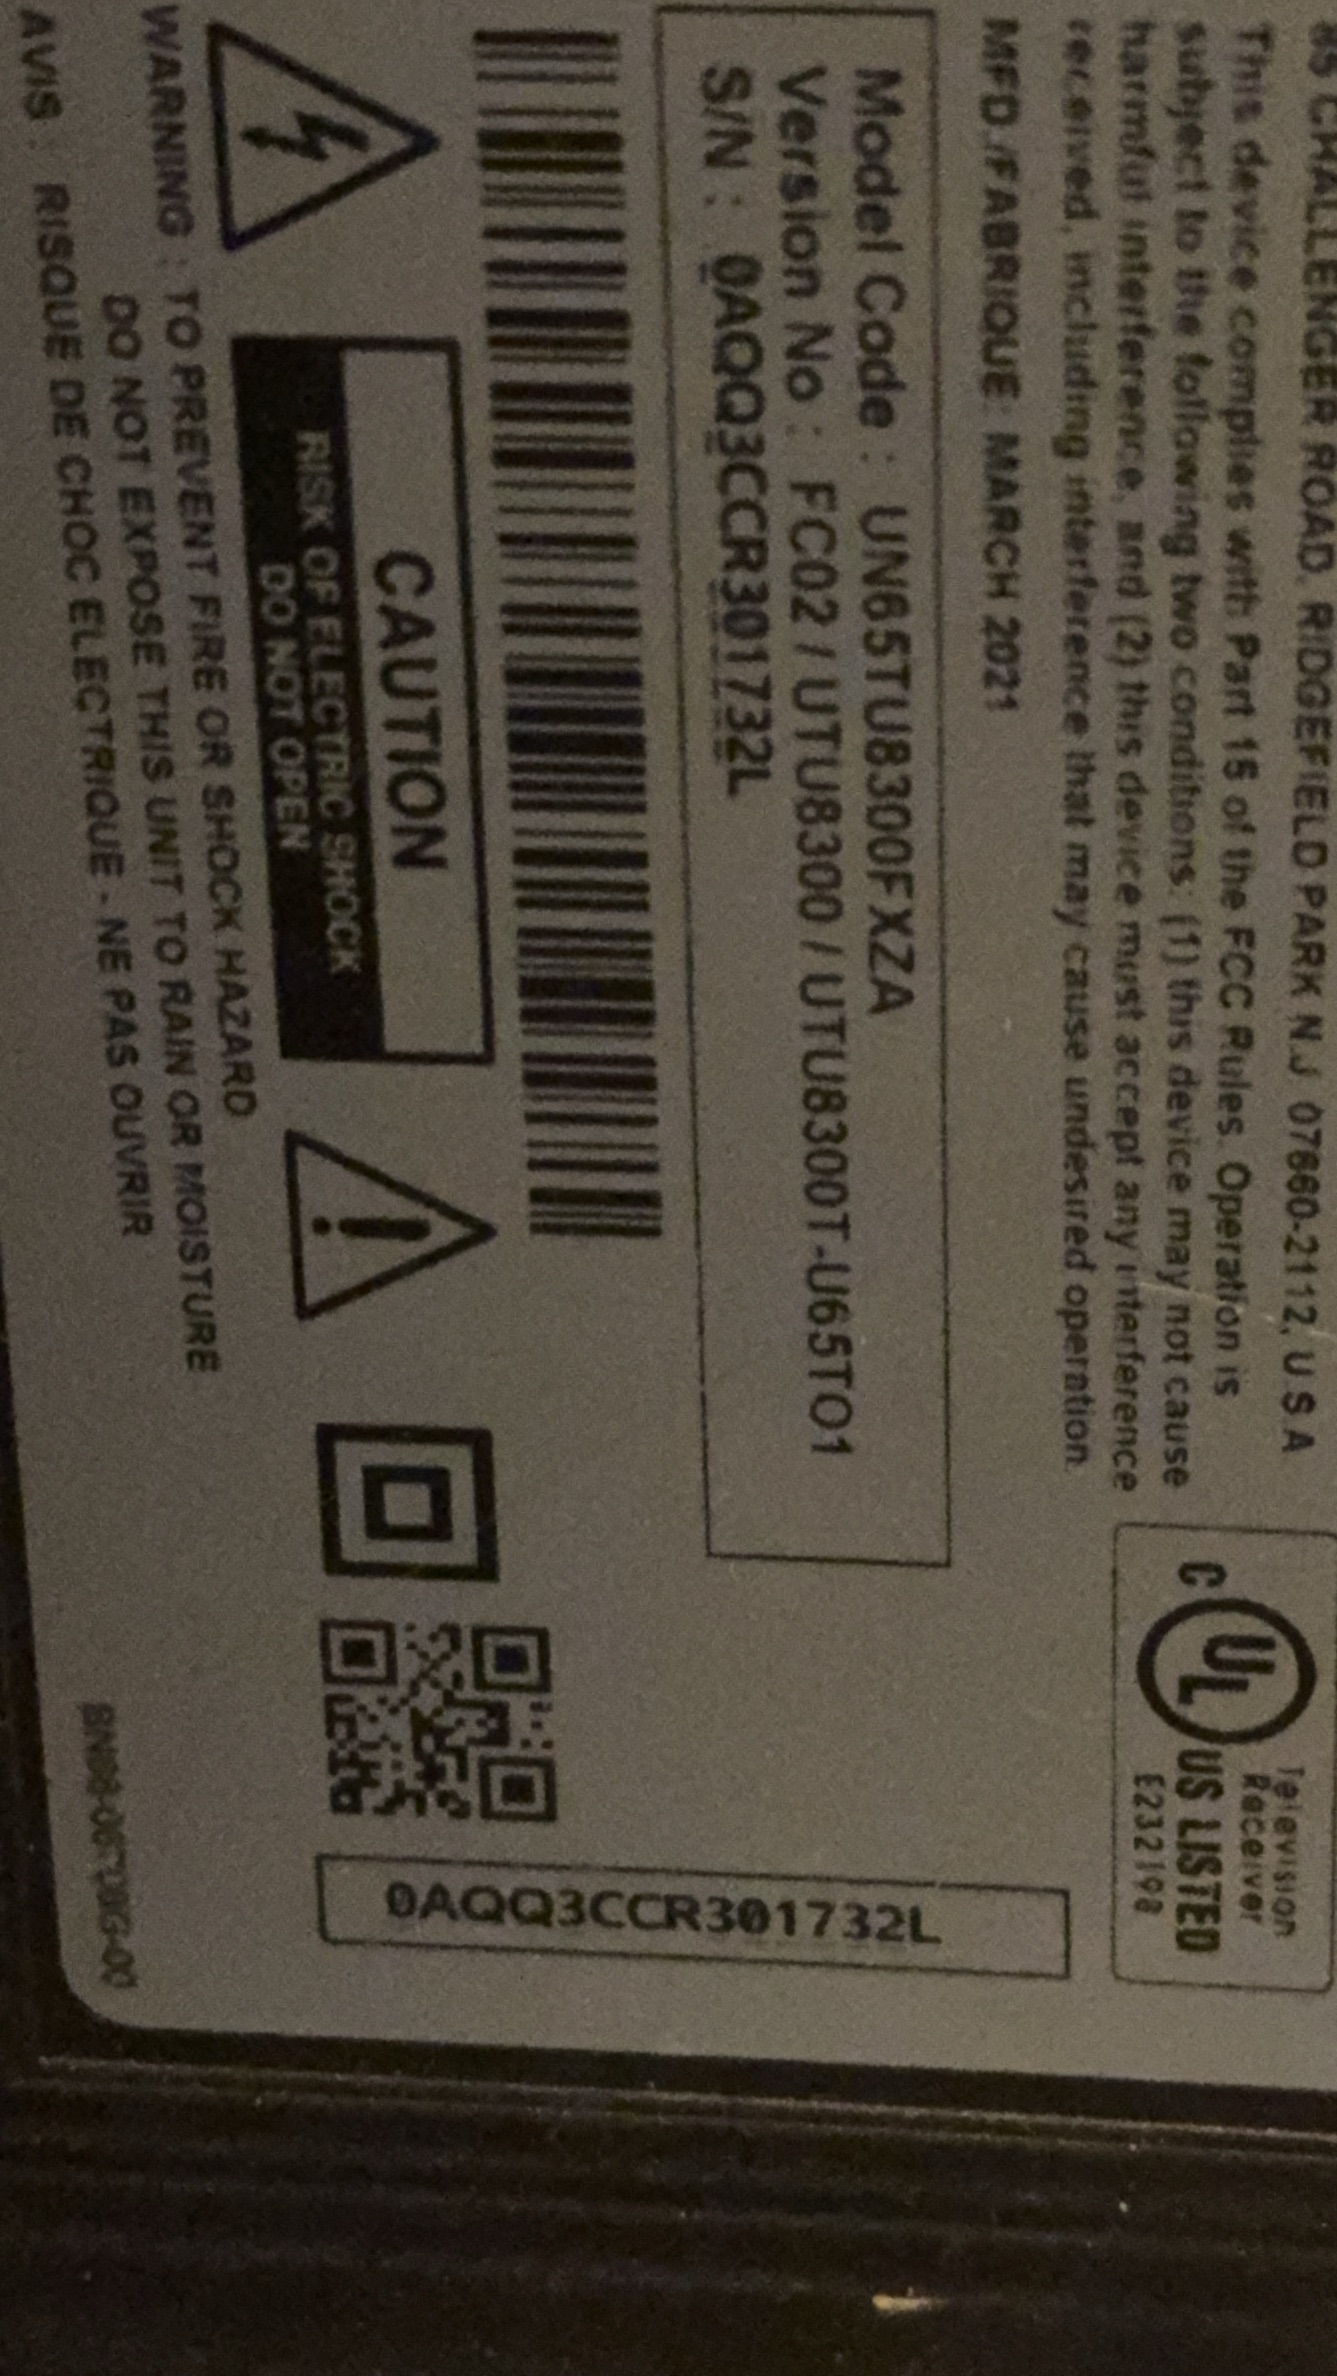 85 CHALLENGER ROAD, RIDGEFIELD PARK N.J 07660-2112, U.S.A
This device complies with Part 15 of the FCC Rules. Operation is
subject to the following two conditions: (1) this device may not cause
harmful interference, and (2) this device must accept any interference
received, including interference that may cause undesired operation.
MFD./FABRIQUE: MARCH 2021
Model Code : UN65TU8300FXZA
Version No : FC02 / UTU8300 / UTU8300T-U65TO1
S/N : 0AQQ3CCR301732L
CAUTION
RISK OF ELECTRIC SHOCK
DO NOT OPEN
WARNING : TO PREVENT FIRE OR SHOCK HAZARD
DO NOT EXPOSE THIS UNIT TO RAIN OR MOISTURE
AVIS : RISQUE DE CHOC ELECTRIQUE - NE PAS OUVRIR
C UL US LISTED
Television
Receiver
E232198
0AQQ3CCR301732L